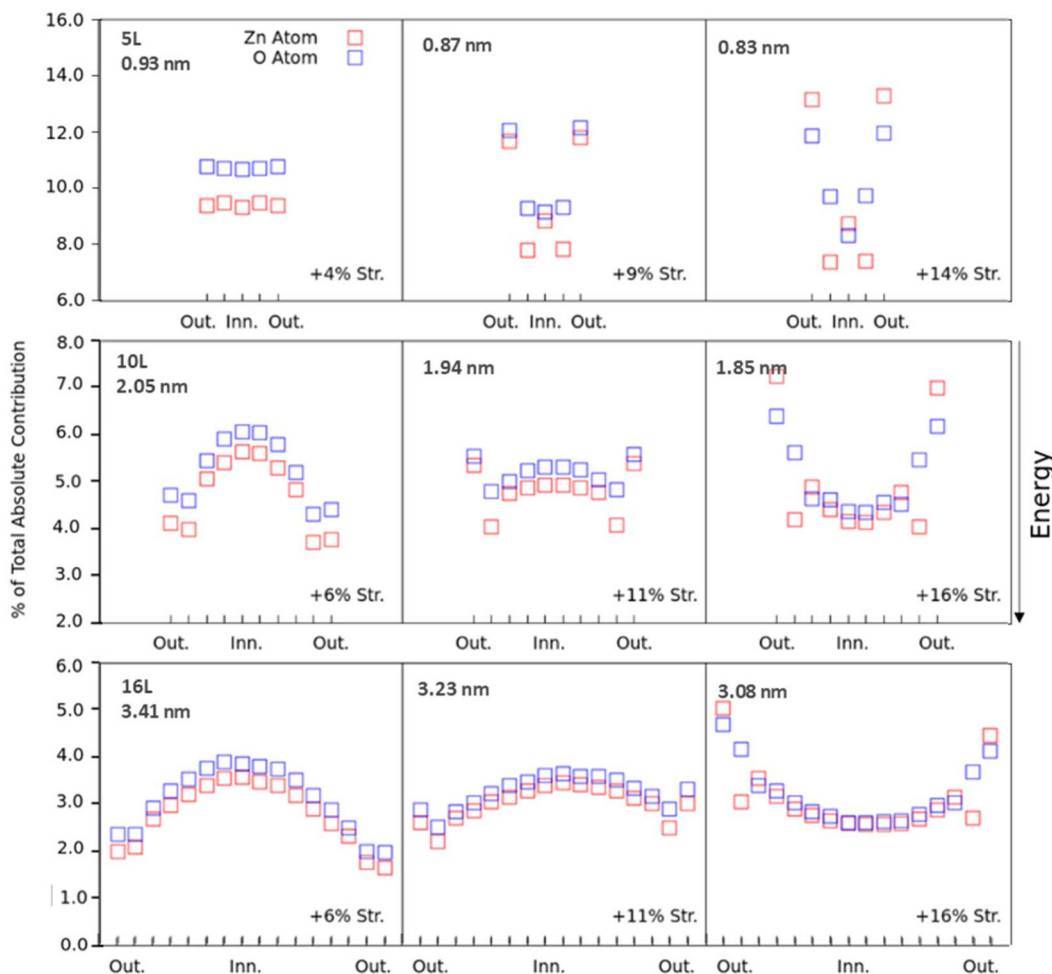 16.0
14.0
12.0
10.0
8.0
6.0
5L
0.93 nm
Zn Atom
O Atom
+4% Str.
0.87 nm
+9% Str.
0.83 nm
+14% Str.
Out. Inn. Out.
Out. Inn. Out.
Out. Inn. Out.
% of Total Absolute Contribution
8.0
7.0
6.0
5.0
4.0
3.0
2.0
10L
2.05 nm
+6% Str.
1.94 nm
+11% Str.
1.85 nm
+16% Str.
Energy
Out. Inn. Out.
Out. Inn. Out.
Out. Inn. Out.
6.0
5.0
4.0
3.0
2.0
1.0
0.0
16L
3.41 nm
+6% Str.
3.23 nm
+11% Str.
3.08 nm
+16% Str.
Out. Inn. Out.
Out. Inn. Out.
Out. Inn. Out.